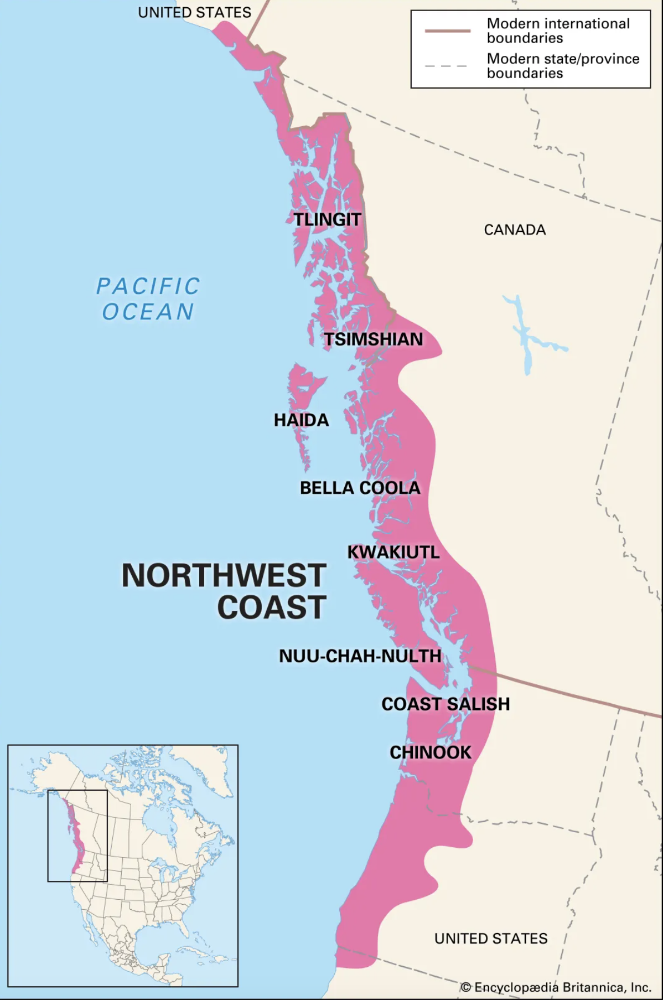 UNITED STATES
Modern international
boundaries
Modern state/province
boundaries
TLINGIT
CANADA
PACIFIC
OCEAN
TSIMSHIAN
HAIDA
BELLA COOLA
KWAKIUTL
NORTHWEST
COAST
NUU-CHAH-NULTH
COAST SALISH
CHINOOK
UNITED STATES
© Encyclopædia Britannica, Inc.